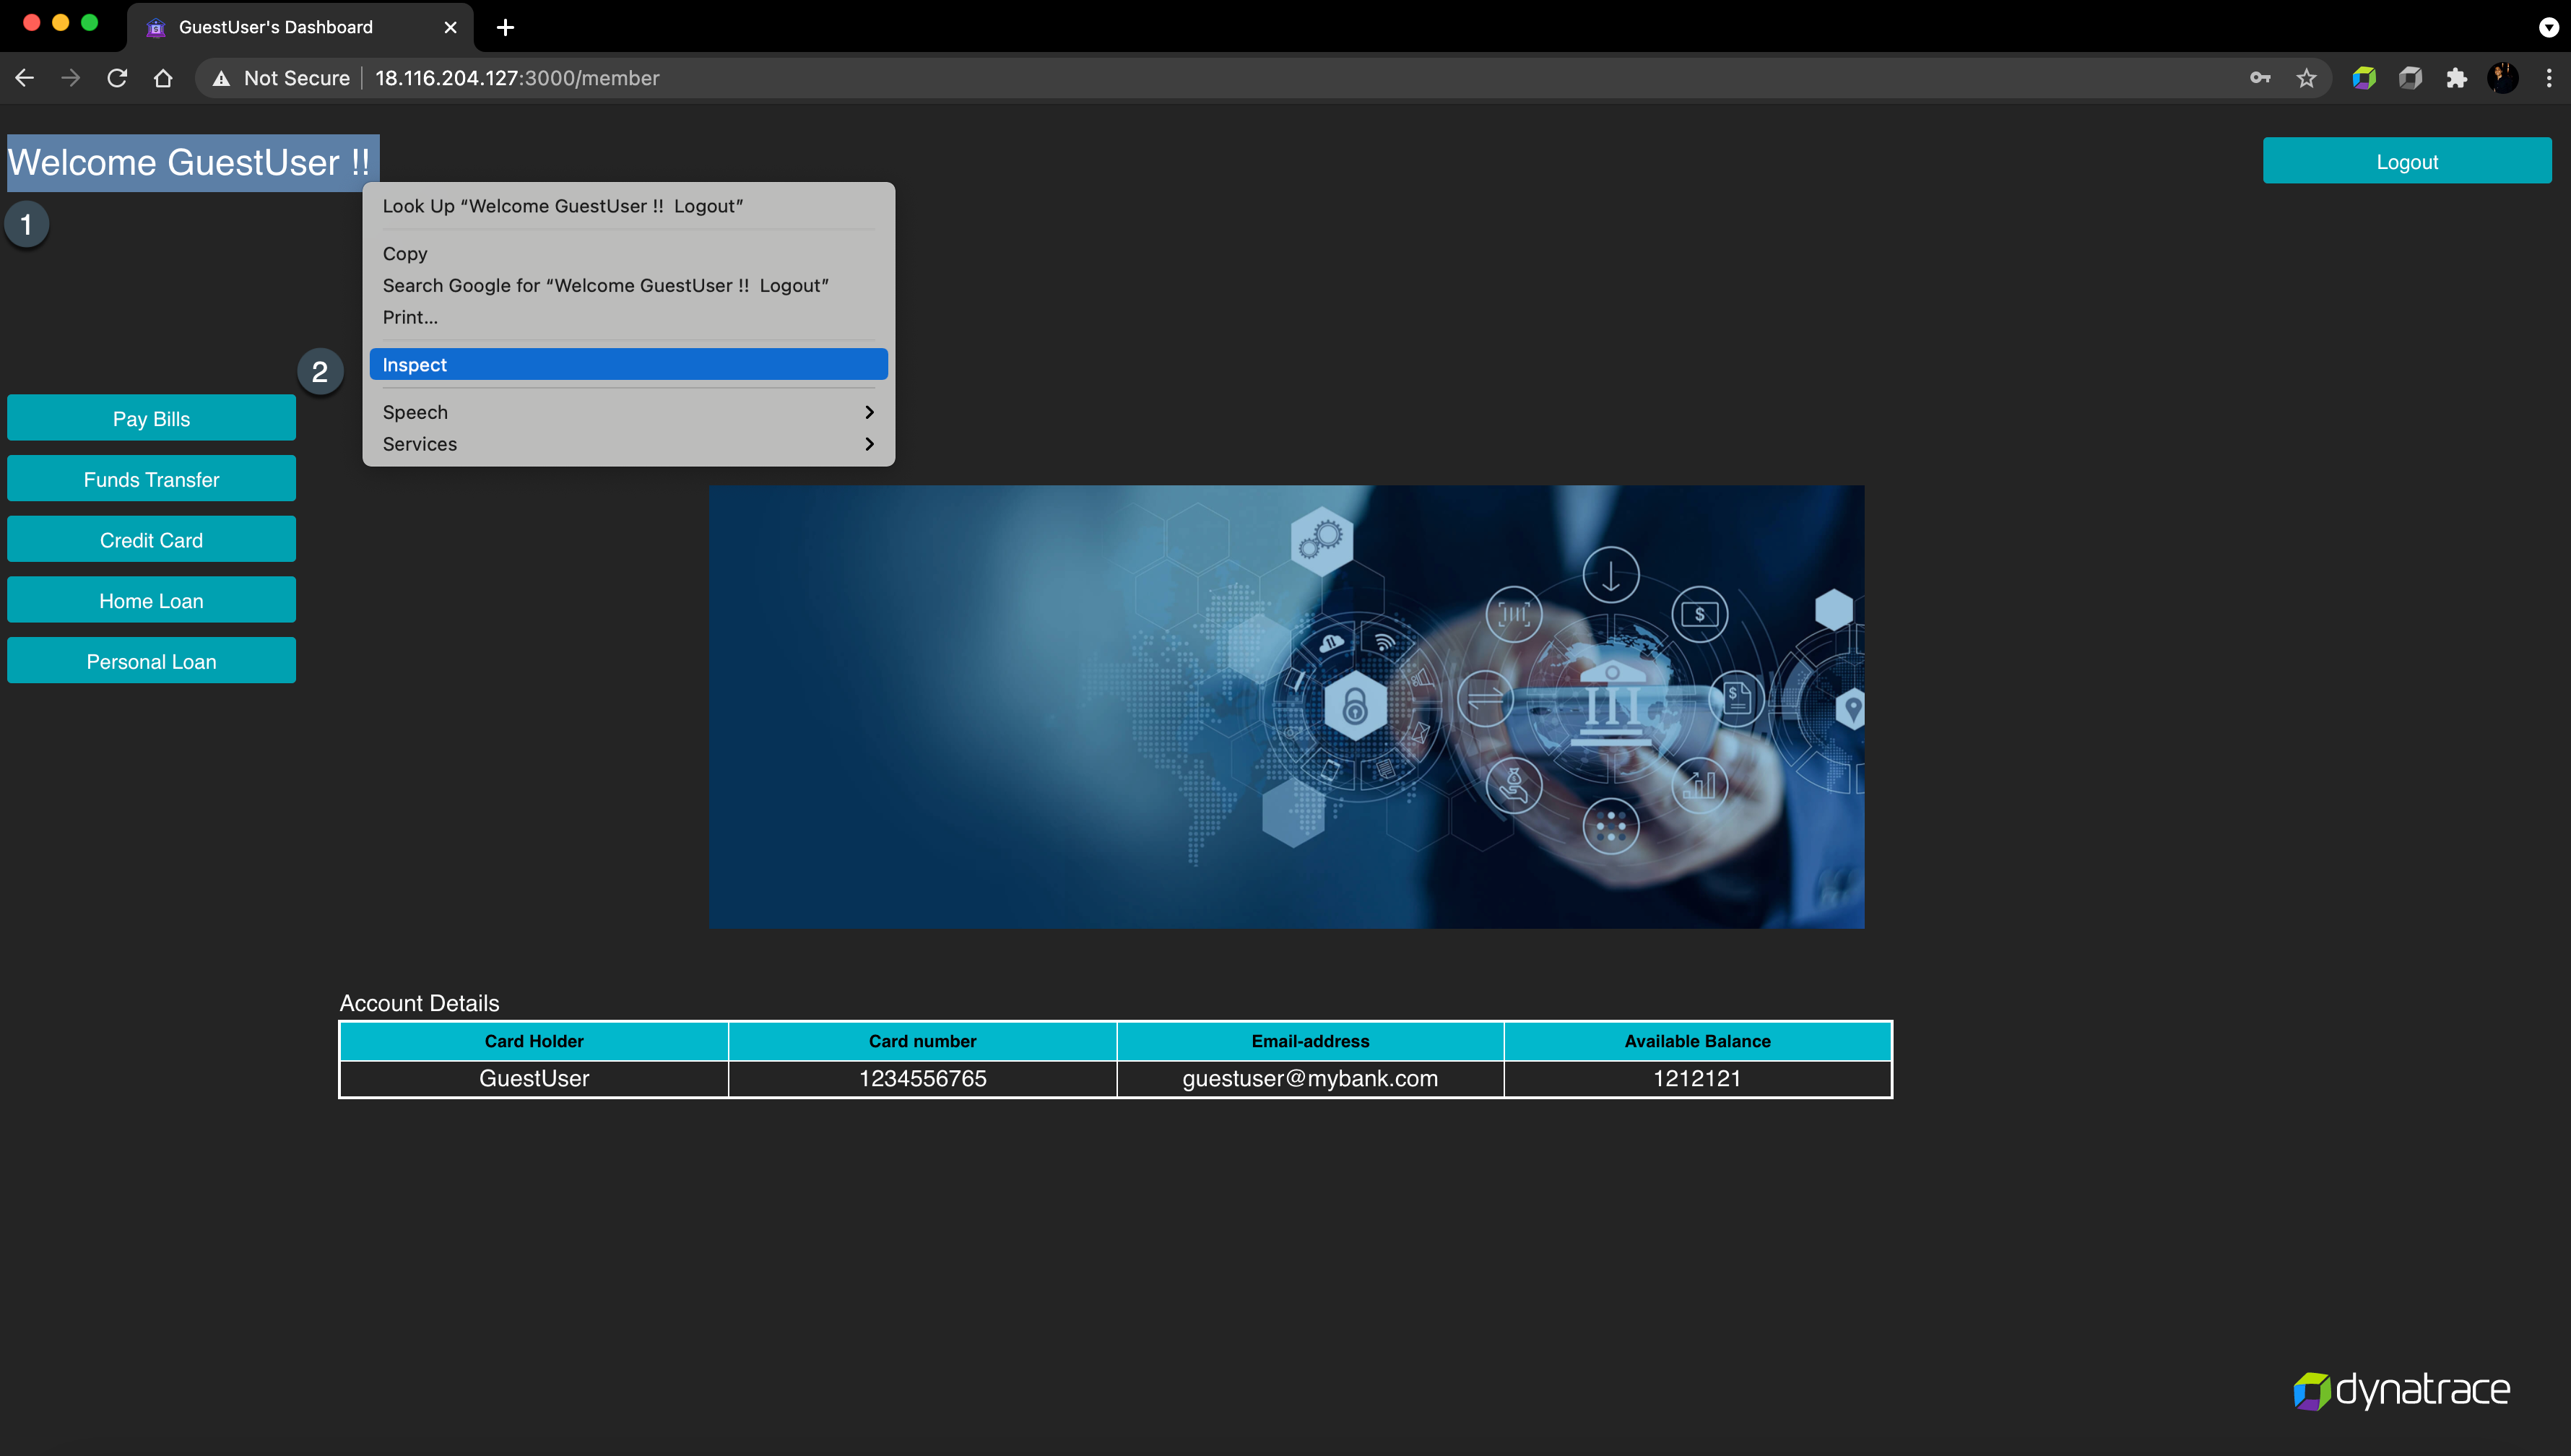 GuestUser's Dashboard
Not Secure 18.116.204.127:3000/member
Welcome GuestUser !!
Logout
1
Look Up “Welcome GuestUser !!  Logout”
Copy
Search Google for “Welcome GuestUser !!  Logout”
Print...
2
Inspect
Speech
Services
Pay Bills
Funds Transfer
Credit Card
Home Loan
Personal Loan
Account Details
Card Holder Card number Email-address Available Balance
GuestUser 1234556765 guestuser@mybank.com 1212121
dynatrace